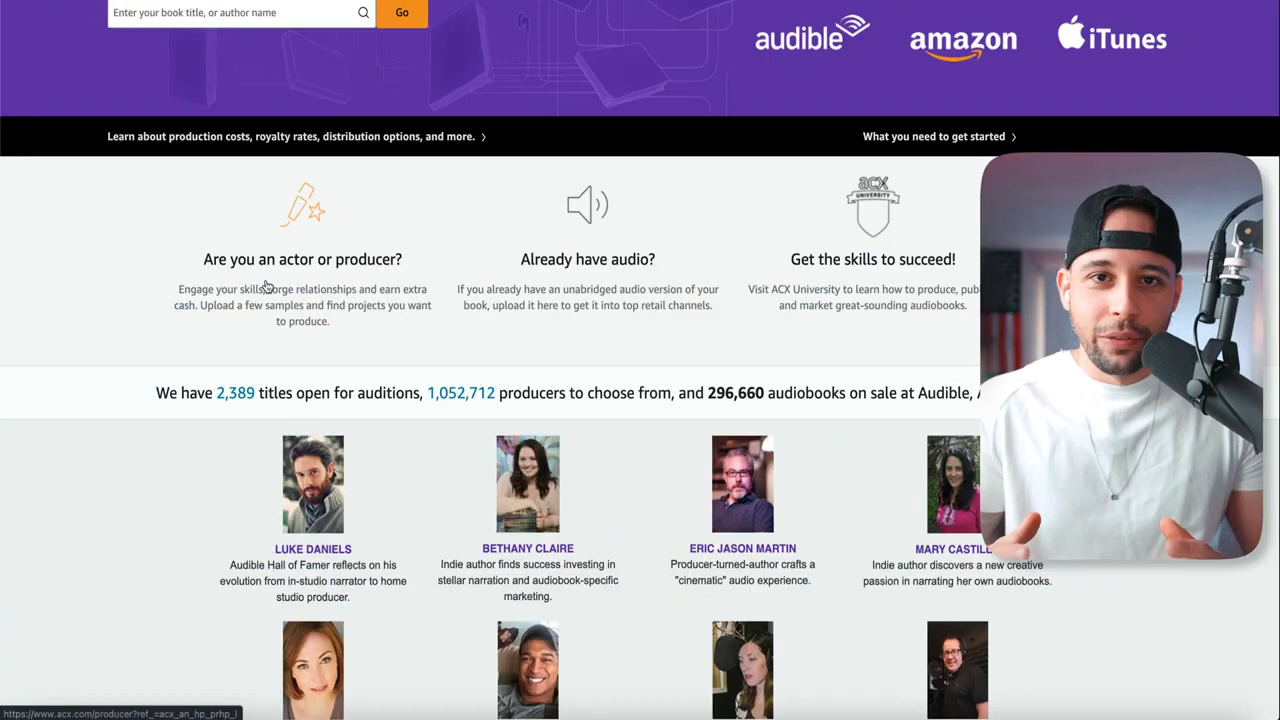 Enter your book title, or author name
Go
audible
amazon
iTunes
Learn about production costs, royalty rates, distribution options, and more.
What you need to get started
acx
UNIVERSITY
Are you an actor or producer?
Already have audio?
Get the skills to succeed!
Engage your skills orge relationships and earn extra
cash. Upload a few samples and find projects you want
to produce.
If you already have an unabridged audio version of your
book, upload it here to get it into top retail channels.
Visit ACX University to learn how to produce, pub
and market great-sounding audiobooks.
We have 2,389 titles open for auditions, 1,052,712 producers to choose from, and 296,660 audiobooks on sale at Audible,
LUKE DANIELS
Audible Hall of Famer reflects on his
evolution from in-studio narrator to home
studio producer.
BETHANY CLAIRE
Indie author finds success investing in
stellar narration and audiobook-specific
marketing.
ERIC JASON MARTIN
Producer-turned-author crafts a
"cinematic" audio experience.
MARY CASTILL
Indie author discovers a new creative
passion in narrating her own audiobooks.
https://www.acx.com/producer?ref_=acx_an_hp_prhp_l